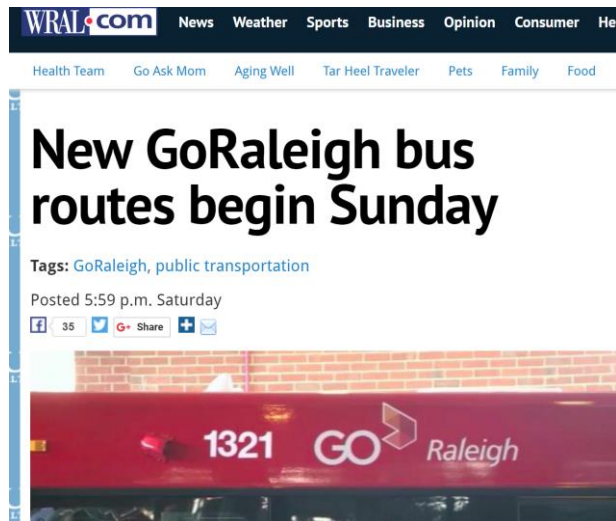 WRAL.com News Weather Sports Business Opinion Consumer He
Health Team Go Ask Mom Aging Well Tar Heel Traveler Pets Family Food
New GoRaleigh bus
routes begin Sunday
Tags: GoRaleigh, public transportation
Posted 5:59 p.m. Saturday
f 35 G+ Share
1321 GO Raleigh